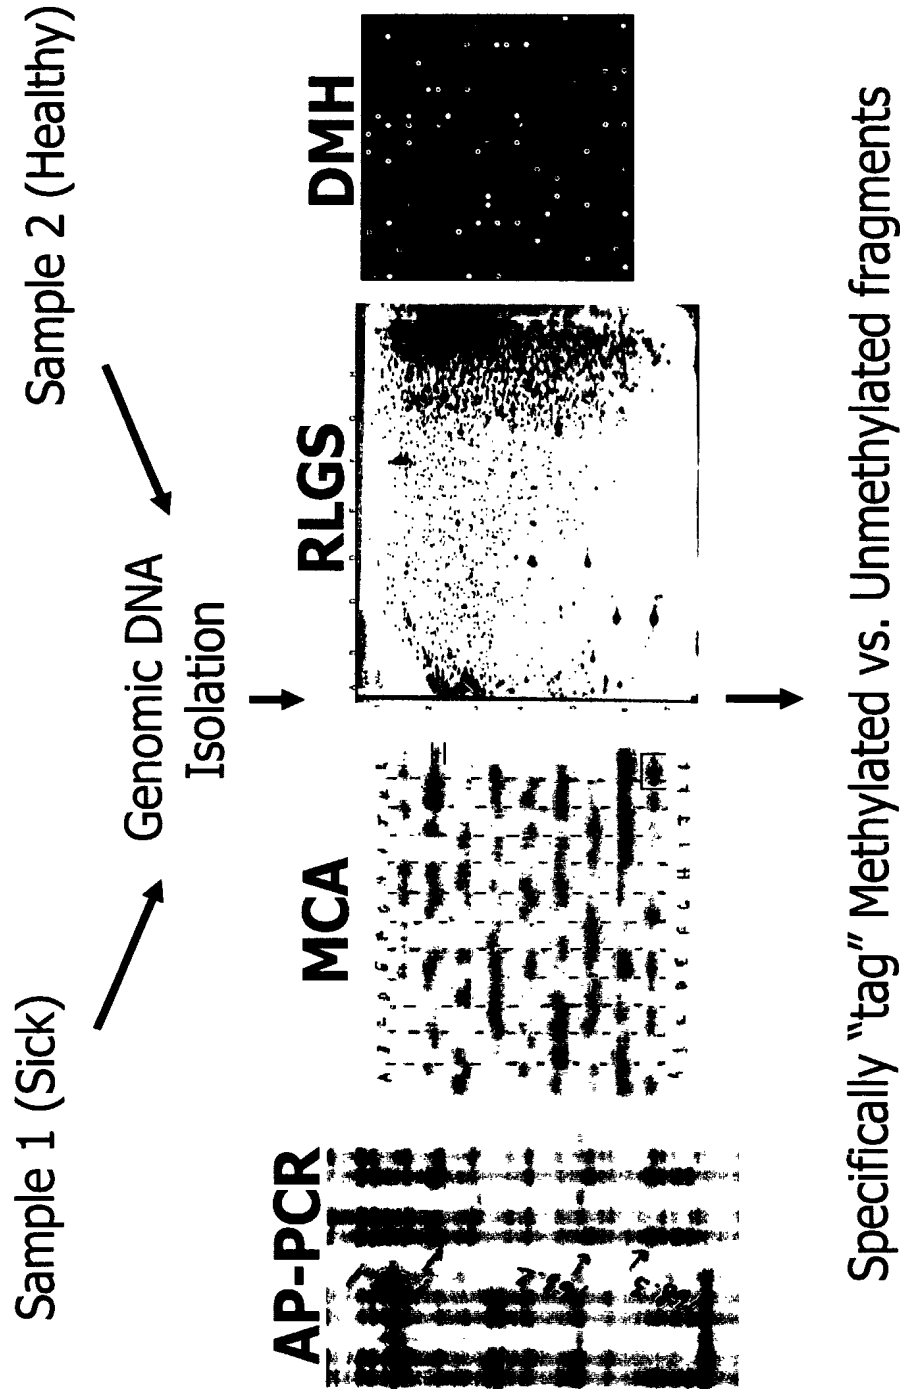 Sample 1 (Sick)
Sample 2 (Healthy)
Genomic DNA
Isolation
AP-PCR
MCA
RLGS
DMH
Specifically "tag" Methylated vs. Unmethylated fragments